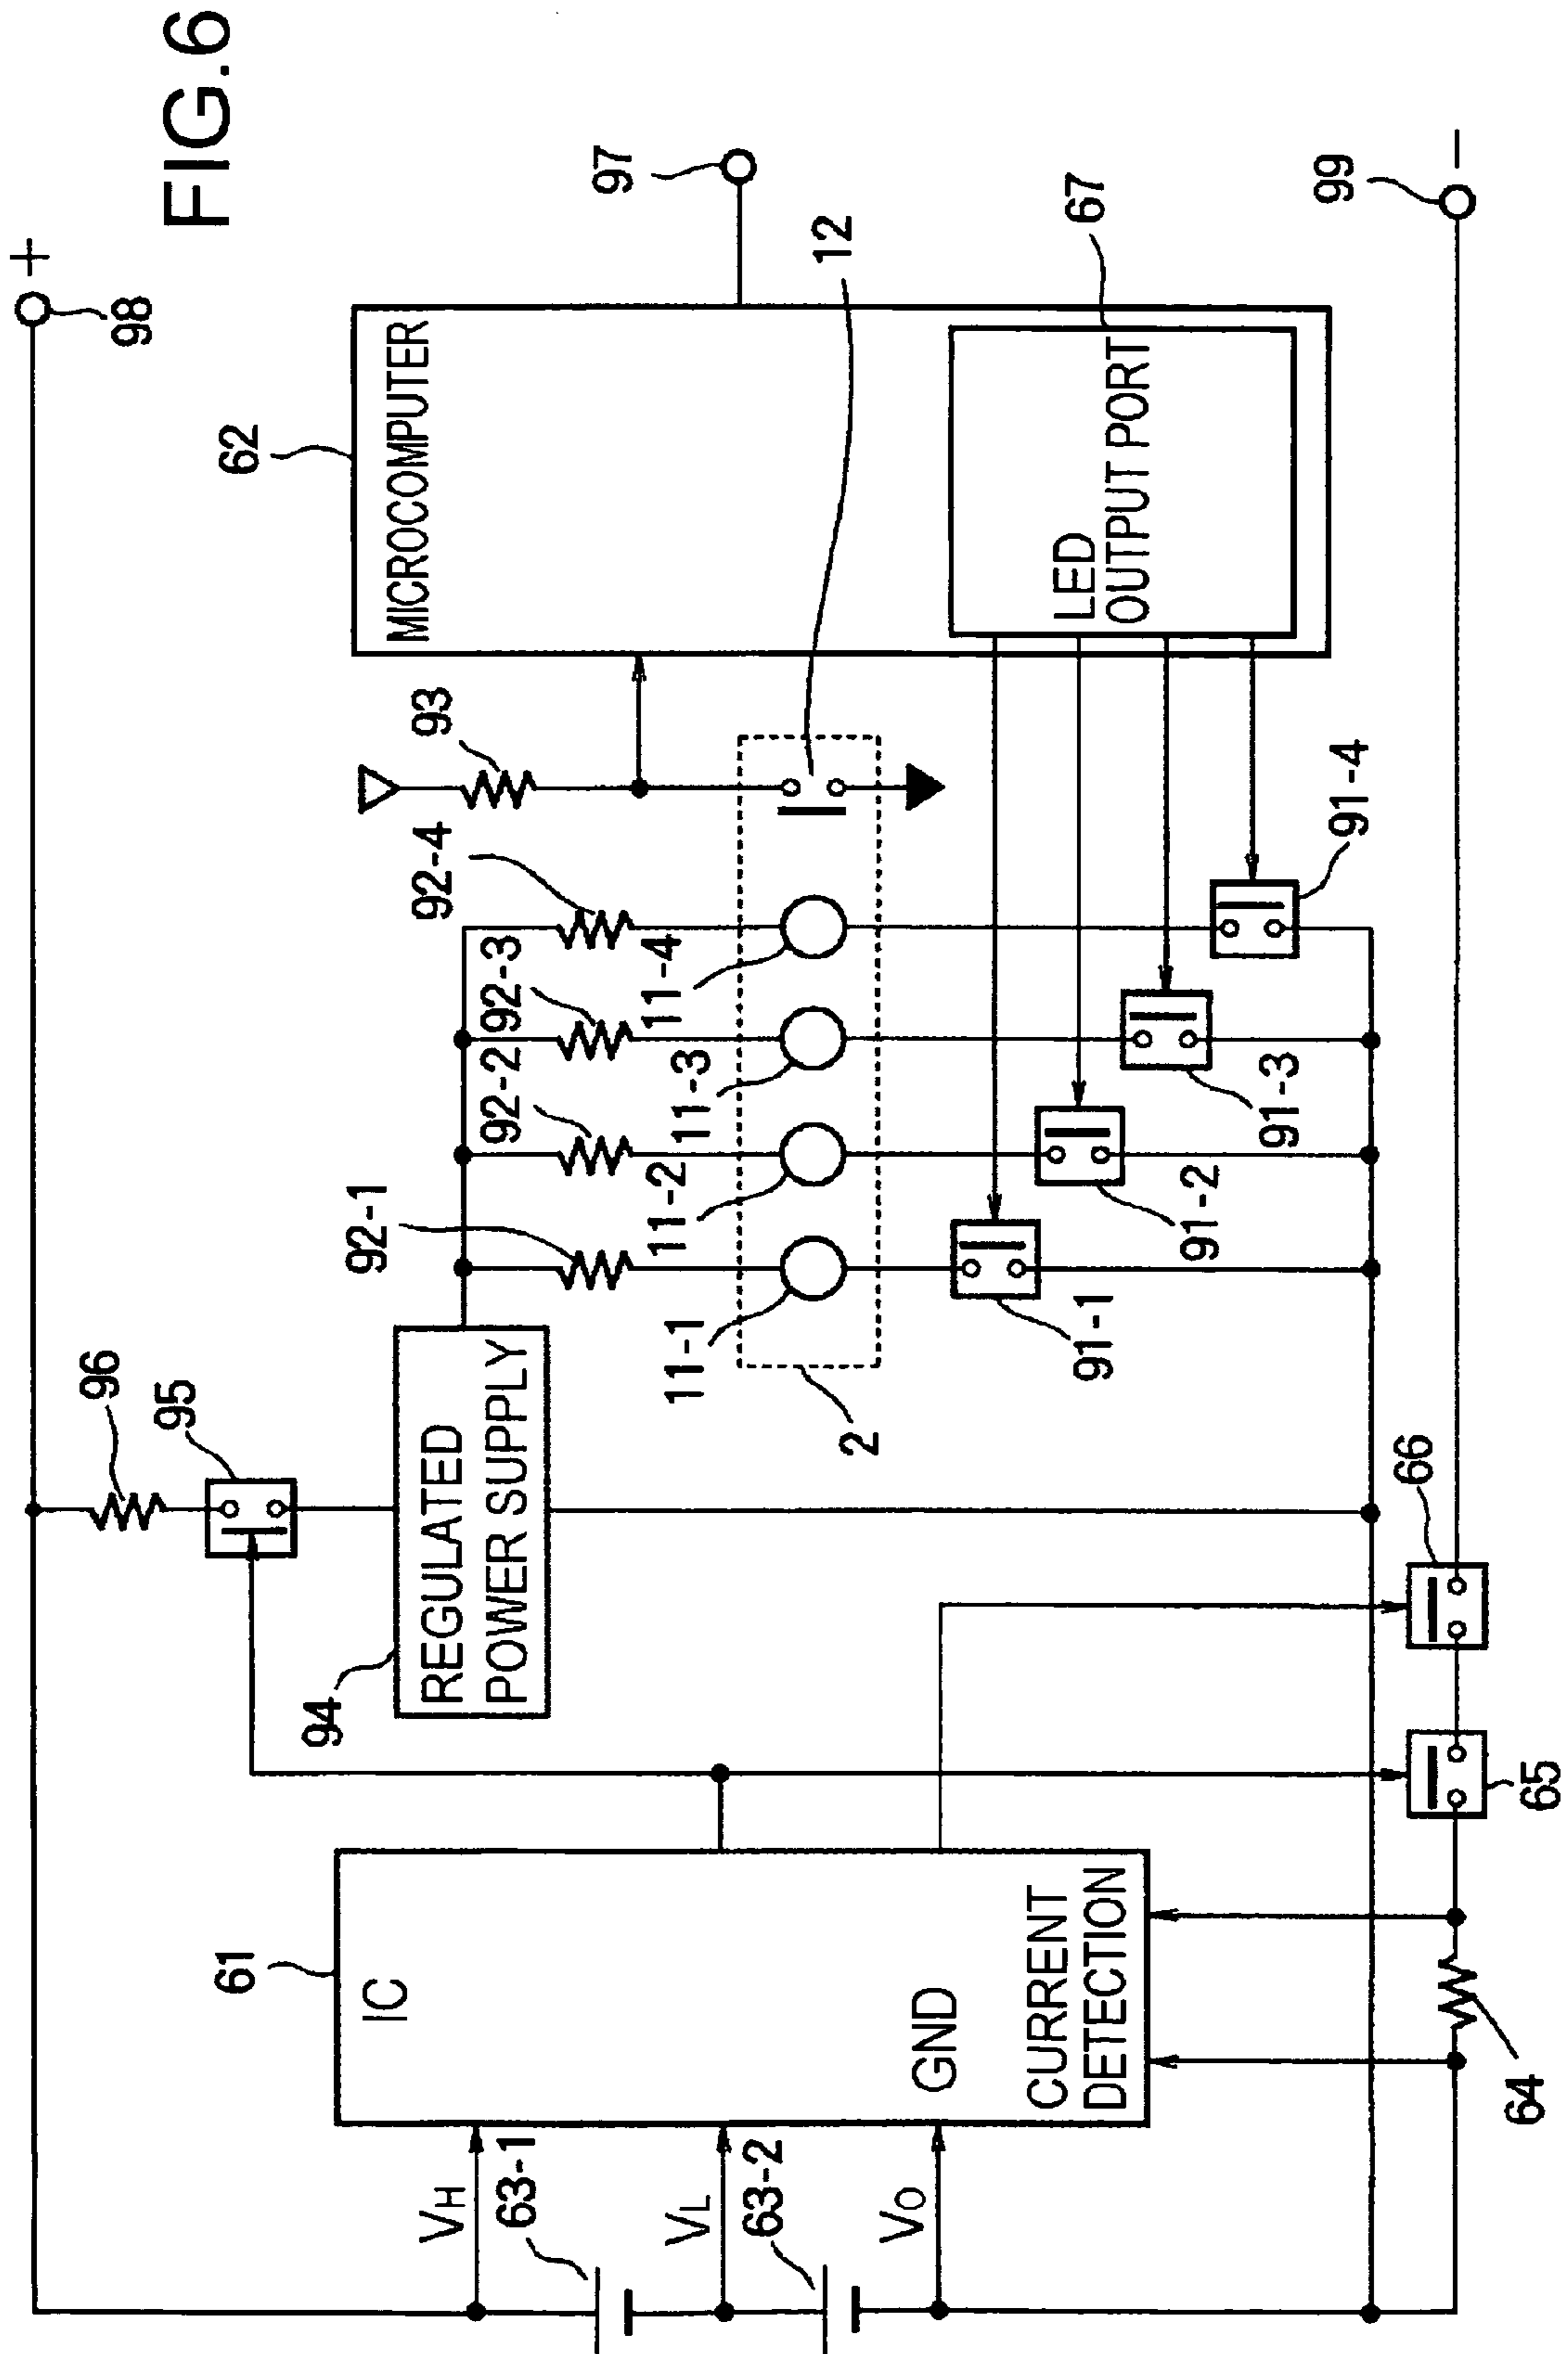 FIG.6
+
98
96
95
97
62
MICROCOMPUTER
12
67
LED
OUTPUT PORT
93
92-4
92-3
92-2
92-1
11-4
11-3
11-2
11-1
2
91-4
91-3
91-2
91-1
94
REGULATED
POWER SUPPLY
61
IC
GND
CURRENT
DETECTION
VH
63-1
VL
63-2
VO
64
65
66
99
−